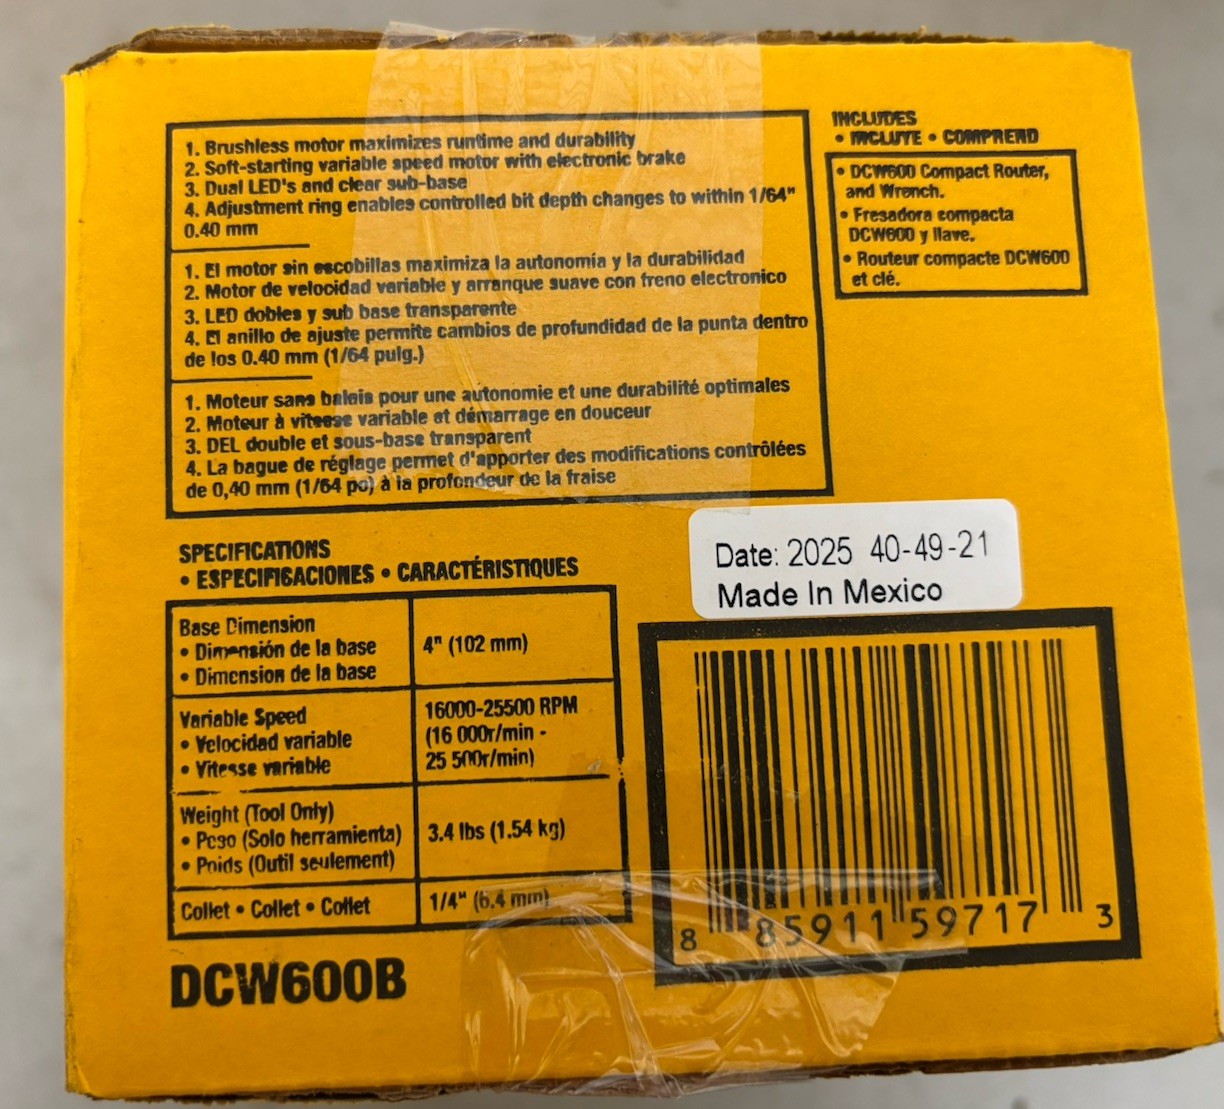 1. Brushless motor maximizes runtime and durability
2. Soft-starting variable speed motor with electronic brake
3. Dual LED's and clear sub-base
4. Adjustment ring enables controlled bit depth changes to within 1/64"
0.40 mm
1. El motor sin escobillas maximiza la autonomía y la durabilidad
2. Motor de velocidad variable y arranque suave con freno electronico
3. LED dobles y sub base transparente
4. El anillo de ajuste permite cambios de profundidad de la punta dentro
de los 0.40 mm (1/64 pulg.)
1. Moteur sans balais pour une autonomie et une durabilité optimales
2. Moteur à vitesse variable et démarrage en douceur
3. DEL double et sous-base transparent
4. La bague de réglage permet d'apporter des modifications contrôlées
de 0,40 mm (1/64 po) à la profondeur de la fraise
INCLUDES
• INCLUYE • COMPREND
• DCW600 Compact Router,
and Wrench.
• Fresadora compacta
DCW600 y llave.
• Routeur compacte DCW600
et clé.
SPECIFICATIONS
• ESPECIFICACIONES • CARACTÉRISTIQUES
Base Dimension
• Dimensión de la base
• Dimension de la base
4" (102 mm)
Variable Speed
• Velocidad variable
• Vitesse variable
16000-25500 RPM
(16 000r/min -
25 500r/min)
Weight (Tool Only)
• Peso (Solo herramienta)
• Poids (Outil seulement)
3.4 lbs (1.54 kg)
Collet • Collet • Collet
1/4" (6.4 mm)
DCW600B
Date: 2025 40-49-21
Made In Mexico
8 85911 59717 3